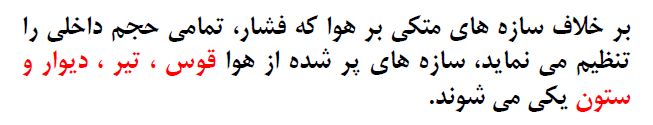 بر خلاف سازه های متکی بر هوا که فشار، تمامی حجم داخلی را
تنظیم می نماید، سازه های پر شده از هوا قوس ، تیر ، دیوار و
ستون یکی می شوند.